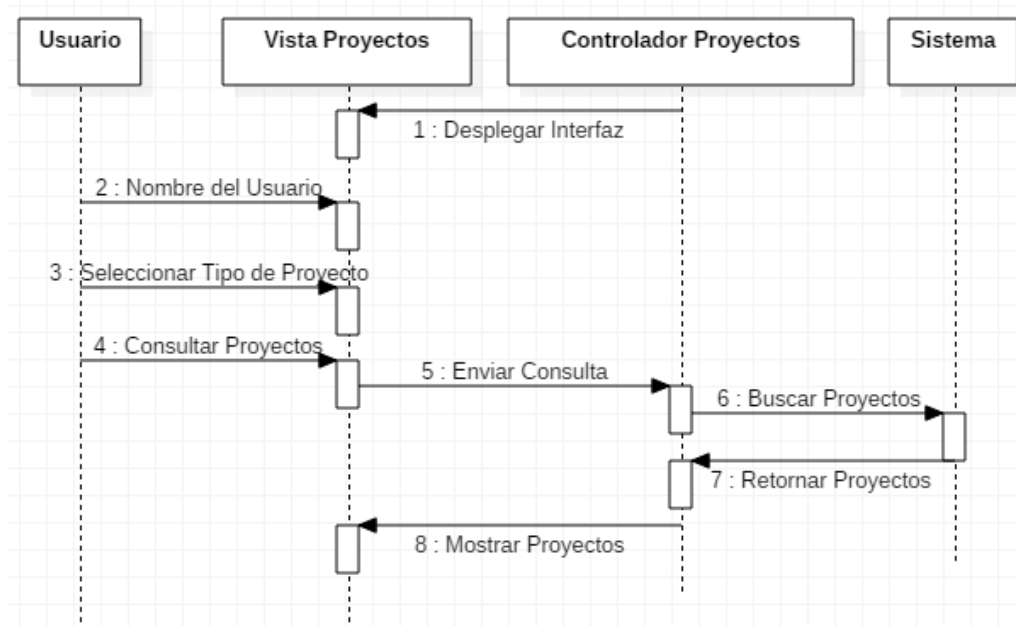 Usuario
Vista Proyectos
Controlador Proyectos
Sistema
1 : Desplegar Interfaz
2 : Nombre del Usuario
3 : Seleccionar Tipo de Proyecto
4 : Consultar Proyectos
5 : Enviar Consulta
6 : Buscar Proyectos
7 : Retornar Proyectos
8 : Mostrar Proyectos